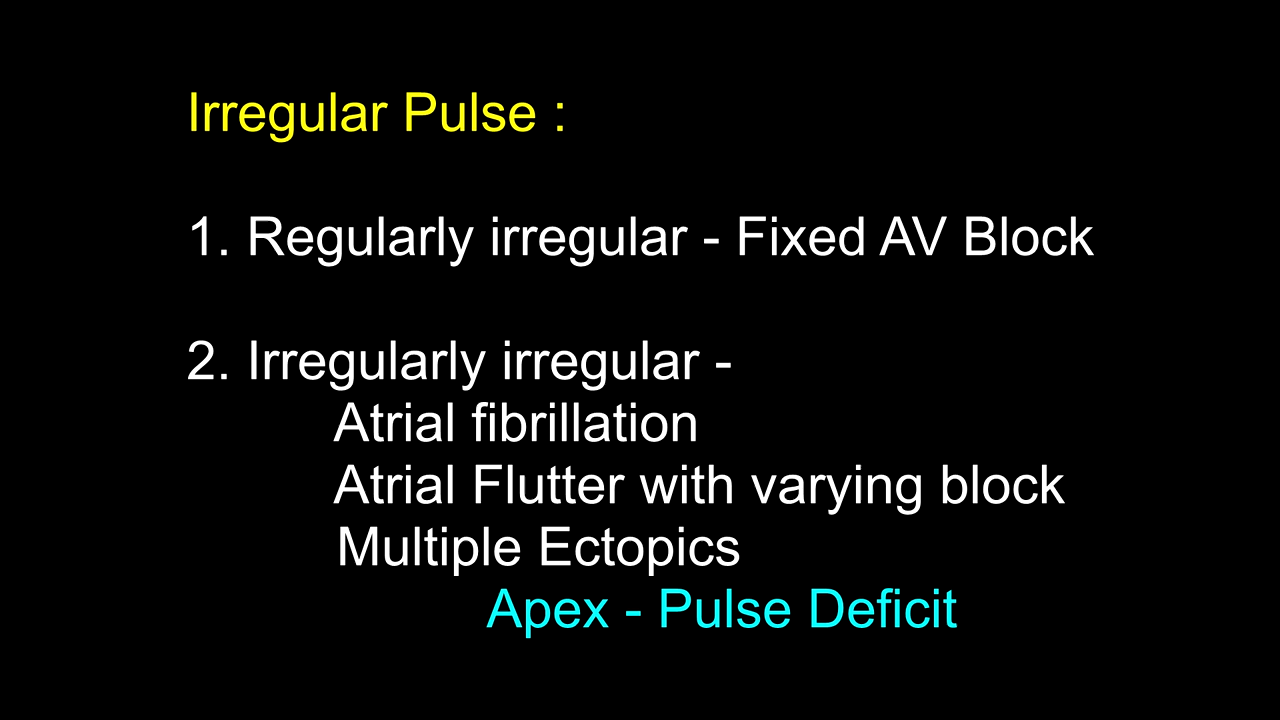 Irregular Pulse :
1. Regularly irregular - Fixed AV Block
2. Irregularly irregular -
Atrial fibrillation
Atrial Flutter with varying block
Multiple Ectopics
Apex - Pulse Deficit